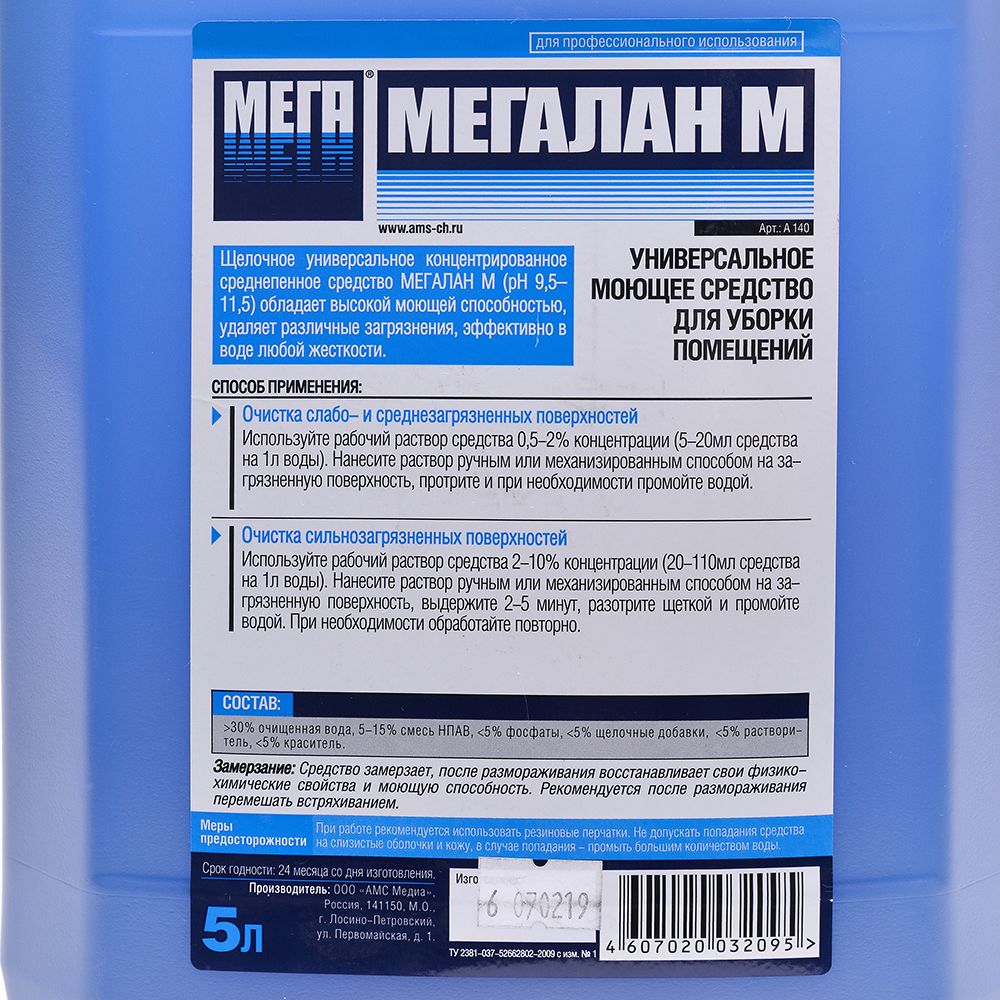 для профессионального использования
МЕГА®
МЕГАЛАН М
www.ams-ch.ru
Арт.: А 140
Щелочное универсальное концентрированное
среднепенное средство МЕГАЛАН М (pH 9,5–
11,5) обладает высокой моющей способностью,
удаляет различные загрязнения, эффективно в
воде любой жесткости.
УНИВЕРСАЛЬНОЕ
МОЮЩЕЕ СРЕДСТВО
ДЛЯ УБОРКИ
ПОМЕЩЕНИЙ
СПОСОБ ПРИМЕНЕНИЯ:
Очистка слабо– и среднезагрязненных поверхностей
Используйте рабочий раствор средства 0,5–2% концентрации (5–20мл средства
на 1л воды). Нанесите раствор ручным или механизированным способом на за-
грязненную поверхность, протрите и при необходимости промойте водой.
Очистка сильнозагрязненных поверхностей
Используйте рабочий раствор средства 2–10% концентрации (20–110мл средства
на 1л воды). Нанесите раствор ручным или механизированным способом на за-
грязненную поверхность, выдержите 2–5 минут, разотрите щеткой и промойте
водой. При необходимости обработайте повторно.
СОСТАВ:
>30% очищенная вода, 5–15% смесь НПАВ, <5% фосфаты, <5% щелочные добавки, <5% раствори-
тель, <5% краситель.
Замерзание: Средство замерзает, после размораживания восстанавливает свои физико-
химические свойства и моющую способность. Рекомендуется после размораживания
перемешать встряхиванием.
Меры
предосторожности
При работе рекомендуется использовать резиновые перчатки. Не допускать попадания средства
на слизистые оболочки и кожу, в случае попадания – промыть большим количеством воды.
Срок годности: 24 месяца со дня изготовления.
Производитель: ООО «АМС Медиа»,
Россия, 141150, М.О.,
г. Лосино-Петровский,
ул. Первомайская, д. 1.
5л
Изго
6 070219
ТУ 2381-037-52662802-2009 с изм. № 1
4 607020 032095 >